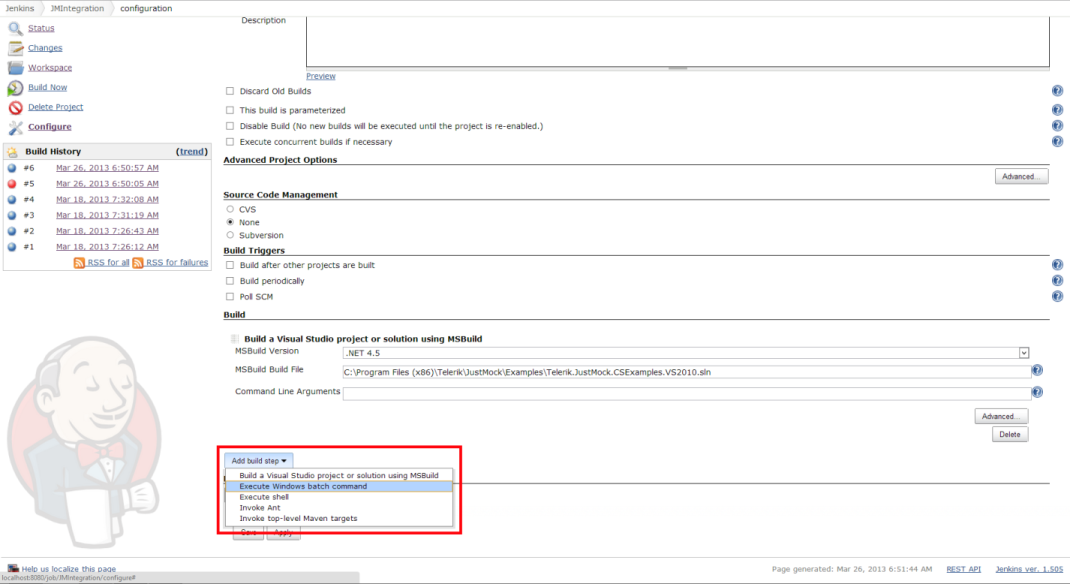 Jenkins JMIntegration configuration
Status
Changes
Workspace
Build Now
Delete Project
Configure
Build History (trend)
#6 Mar 26, 2013 6:50:57 AM
#5 Mar 26, 2013 6:50:05 AM
#4 Mar 18, 2013 7:32:08 AM
#3 Mar 18, 2013 7:31:19 AM
#2 Mar 18, 2013 7:26:43 AM
#1 Mar 18, 2013 7:26:12 AM
RSS for all RSS for failures
Description
Preview
Discard Old Builds
This build is parameterized
Disable Build (No new builds will be executed until the project is re-enabled.)
Execute concurrent builds if necessary
Advanced Project Options
Advanced...
Source Code Management
CVS
None
Subversion
Build Triggers
Build after other projects are built
Build periodically
Poll SCM
Build
Build a Visual Studio project or solution using MSBuild
MSBuild Version .NET 4.5
MSBuild Build File C:\Program Files (x86)\Telerik\JustMock\Examples\Telerik.JustMock.CSExamples.VS2010.sln
Command Line Arguments
Advanced...
Delete
Add build step
Build a Visual Studio project or solution using MSBuild
Execute Windows batch command
Execute shell
Invoke Ant
Invoke top-level Maven targets
Save Apply
Help us localize this page
Page generated: Mar 26, 2013 6:51:44 AM REST API Jenkins ver. 1.505
localhost:8080/job/JMIntegration/configure#